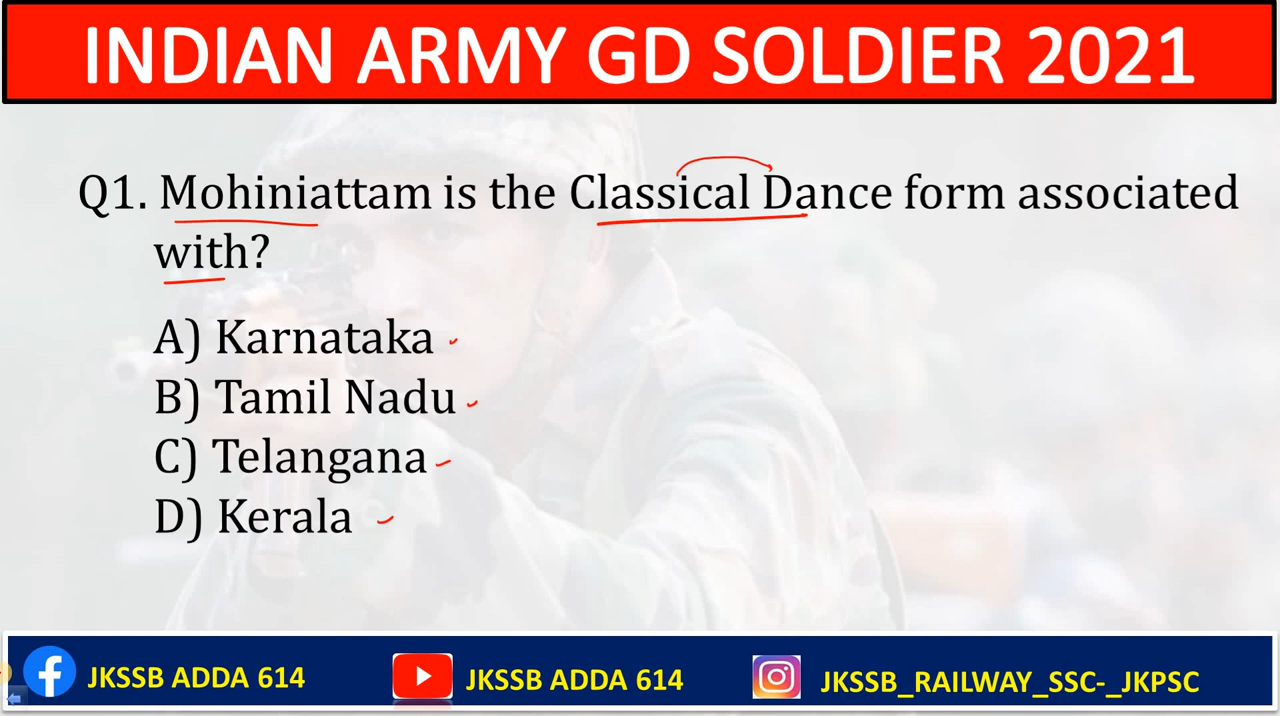 INDIAN ARMY GD SOLDIER 2021
Q1. Mohiniattam is the Classical Dance form associated
with?
A) Karnataka
B) Tamil Nadu
C) Telangana
D) Kerala
JKSSB ADDA 614
JKSSB ADDA 614
JKSSB_RAILWAY_SSC-_JKPSC